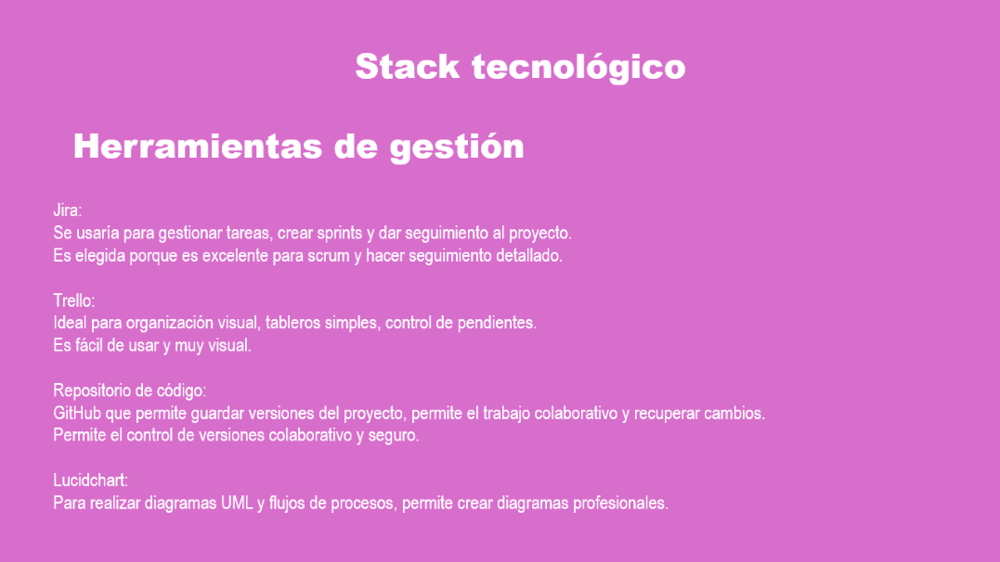 Stack tecnológico
Herramientas de gestión
Jira:
Se usaría para gestionar tareas, crear sprints y dar seguimiento al proyecto.
Es elegida porque es excelente para scrum y hacer seguimiento detallado.
Trello:
Ideal para organización visual, tableros simples, control de pendientes.
Es fácil de usar y muy visual.
Repositorio de código:
GitHub que permite guardar versiones del proyecto, permite el trabajo colaborativo y recuperar cambios.
Permite el control de versiones colaborativo y seguro.
Lucidchart:
Para realizar diagramas UML y flujos de procesos, permite crear diagramas profesionales.